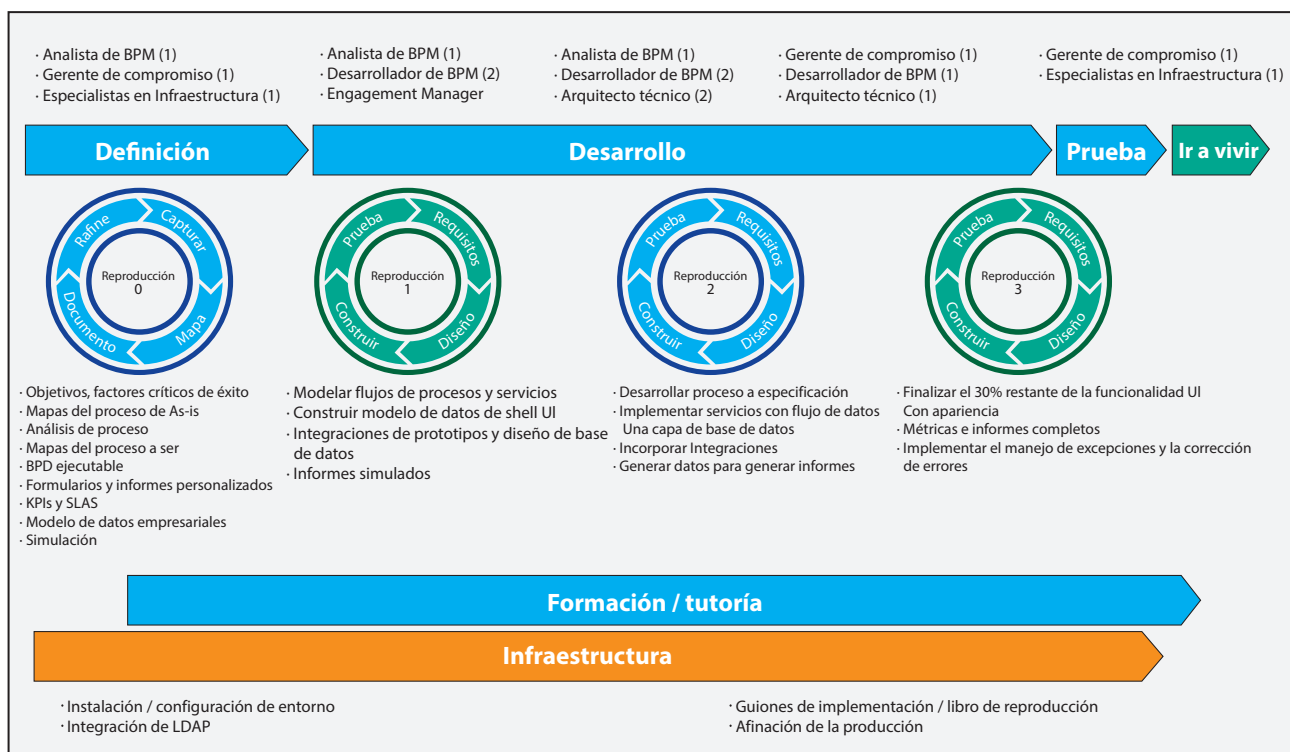 · Analista de BPM (1)
· Gerente de compromiso (1)
· Especialistas en Infraestructura (1)
· Analista de BPM (1)
· Desarrollador de BPM (2)
· Engagement Manager
· Analista de BPM (1)
· Desarrollador de BPM (2)
· Arquitecto técnico (2)
· Gerente de compromiso (1)
· Desarrollador de BPM (1)
· Arquitecto técnico (1)
· Gerente de compromiso (1)
· Especialistas en Infraestructura (1)
Definición
Desarrollo
Prueba
Ir a vivir
Rafine
Capturar
Mapa
Documento
Reproducción
0
Prueba
Requisitos
Diseño
Construir
Reproducción
1
Prueba
Requisitos
Diseño
Construir
Reproducción
2
Prueba
Requisitos
Diseño
Construir
Reproducción
3
· Objetivos, factores críticos de éxito
· Mapas del proceso de As-is
· Análisis de proceso
· Mapas del proceso a ser
· BPD ejecutable
· Formularios y informes personalizados
· KPIs y SLAS
· Modelo de datos empresariales
· Simulación
· Modelar flujos de procesos y servicios
· Construir modelo de datos de shell UI
· Integraciones de prototipos y diseño de base
de datos
· Informes simulados
· Desarrollar proceso a especificación
· Implementar servicios con flujo de datos
Una capa de base de datos
· Incorporar Integraciones
· Generar datos para generar informes
· Finalizar el 30% restante de la funcionalidad UI
Con apariencia
· Métricas e informes completos
· Implementar el manejo de excepciones y la corrección
de errores
Formación / tutoría
Infraestructura
· Instalación / configuración de entorno
· Integración de LDAP
· Guiones de implementación / libro de reproducción
· Afinación de la producción